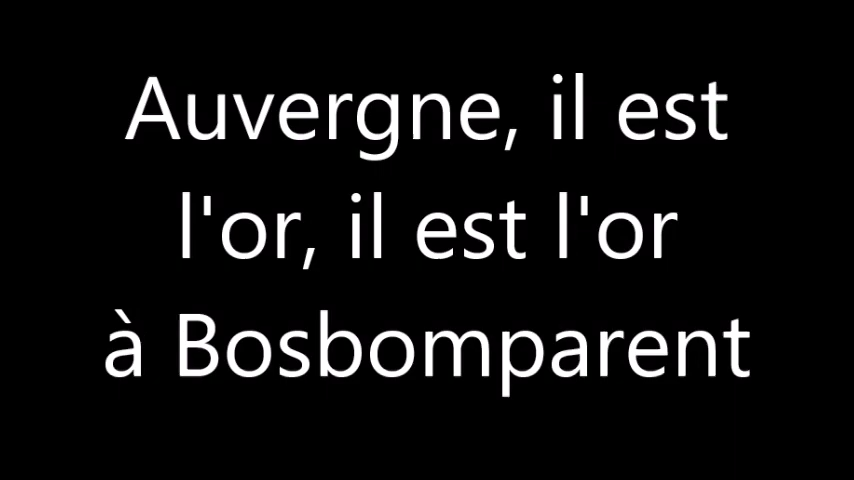 Auvergne, il est
l'or, il est l'or
à Bosbomparent